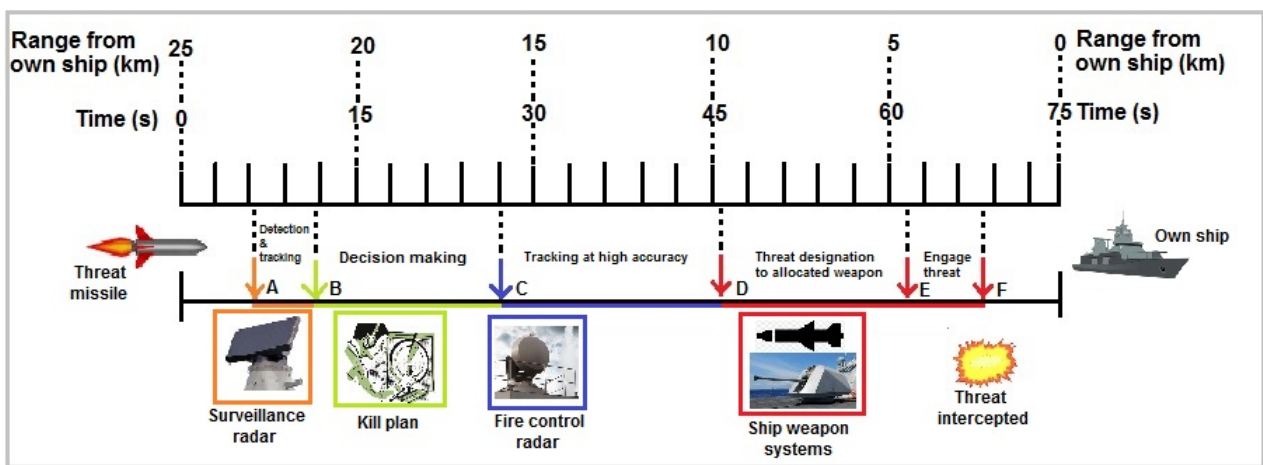 Range from
own ship (km)
25
20
15
10
5
0
Range from
own ship (km)
Time (s)
0
15
30
45
60
75
Time (s)
Detection
&
tracking
Decision making
Tracking at high accuracy
Threat designation
to allocated weapon
Engage
threat
Own ship
Threat
missile
A
B
C
D
E
F
Surveillance
radar
Kill plan
Fire control
radar
Ship weapon
systems
Threat
intercepted